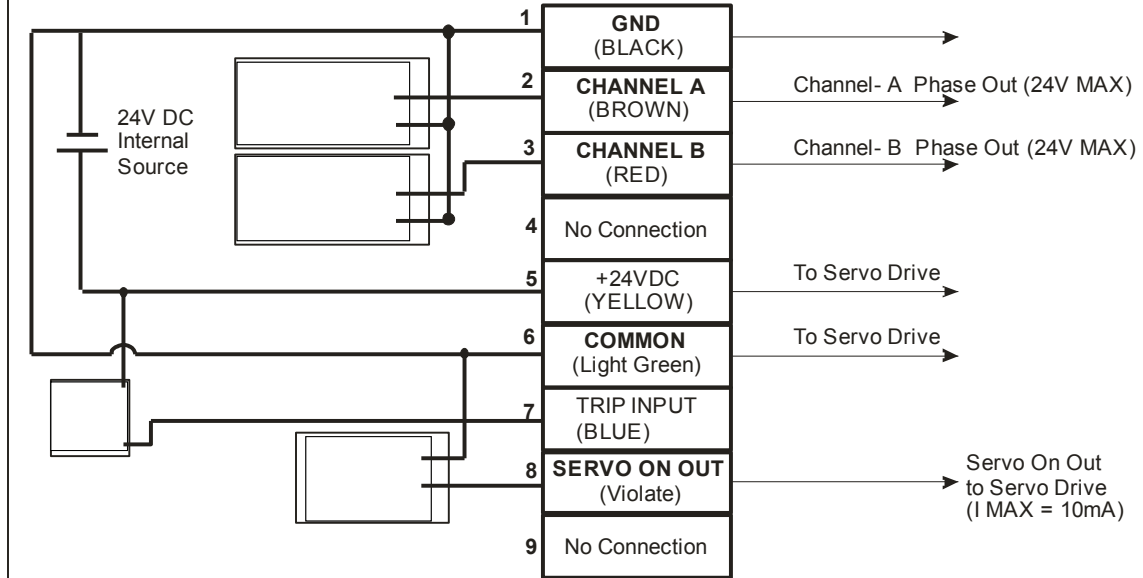 1
GND
(BLACK)
2
CHANNEL A
(BROWN)
Channel- A Phase Out (24V MAX)
24V DC
Internal
Source
3
CHANNEL B
(RED)
Channel- B Phase Out (24V MAX)
4
No Connection
5
+24VDC
(YELLOW)
To Servo Drive
6
COMMON
(Light Green)
To Servo Drive
7
TRIP INPUT
(BLUE)
8
SERVO ON OUT
(Violate)
Servo On Out
to Servo Drive
(I MAX = 10mA)
9
No Connection